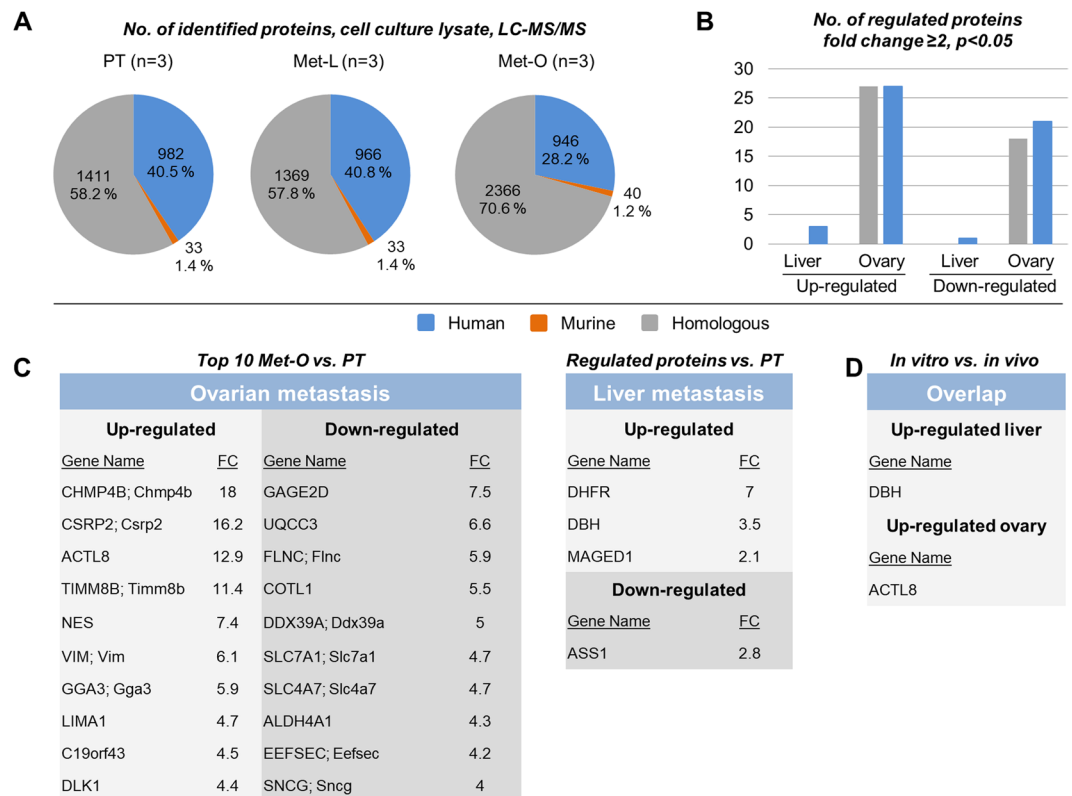 A
No. of identified proteins, cell culture lysate, LC-MS/MS
PT (n=3)
Met-L (n=3)
Met-O (n=3)
982
40.5 %
1411
58.2 %
33
1.4 %
966
40.8 %
1369
57.8 %
33
1.4 %
946
28.2 %
2366
70.6 %
40
1.2 %
B
No. of regulated proteins
fold change ≥2, p<0.05
30
25
20
15
10
5
0
Liver Ovary Liver Ovary
Up-regulated Down-regulated
Human Murine Homologous
C
Top 10 Met-O vs. PT
Ovarian metastasis
Up-regulated Down-regulated
Gene Name FC Gene Name FC
CHMP4B; Chmp4b 18 GAGE2D 7.5
CSRP2; Csrp2 16.2 UQCC3 6.6
ACTL8 12.9 FLNC; Flnc 5.9
TIMM8B; Timm8b 11.4 COTL1 5.5
NES 7.4 DDX39A; Ddx39a 5
VIM; Vim 6.1 SLC7A1; Slc7a1 4.7
GGA3; Gga3 5.9 SLC4A7; Slc4a7 4.7
LIMA1 4.7 ALDH4A1 4.3
C19orf43 4.5 EEFSEC; Eefsec 4.2
DLK1 4.4 SNCG; Sncg 4
Regulated proteins vs. PT
Liver metastasis
Up-regulated
Gene Name FC
DHFR 7
DBH 3.5
MAGED1 2.1
Down-regulated
Gene Name FC
ASS1 2.8
D
In vitro vs. in vivo
Overlap
Up-regulated liver
Gene Name
DBH
Up-regulated ovary
Gene Name
ACTL8